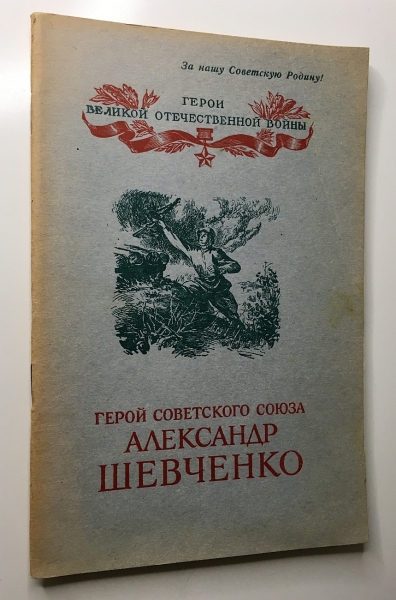 За нашу Советскую Родину!
ГЕРОИ
ВЕЛИКОЙ ОТЕЧЕСТВЕННОЙ ВОЙНЫ
ГЕРОЙ СОВЕТСКОГО СОЮЗА
АЛЕКСАНДР
ШЕВЧЕНКО